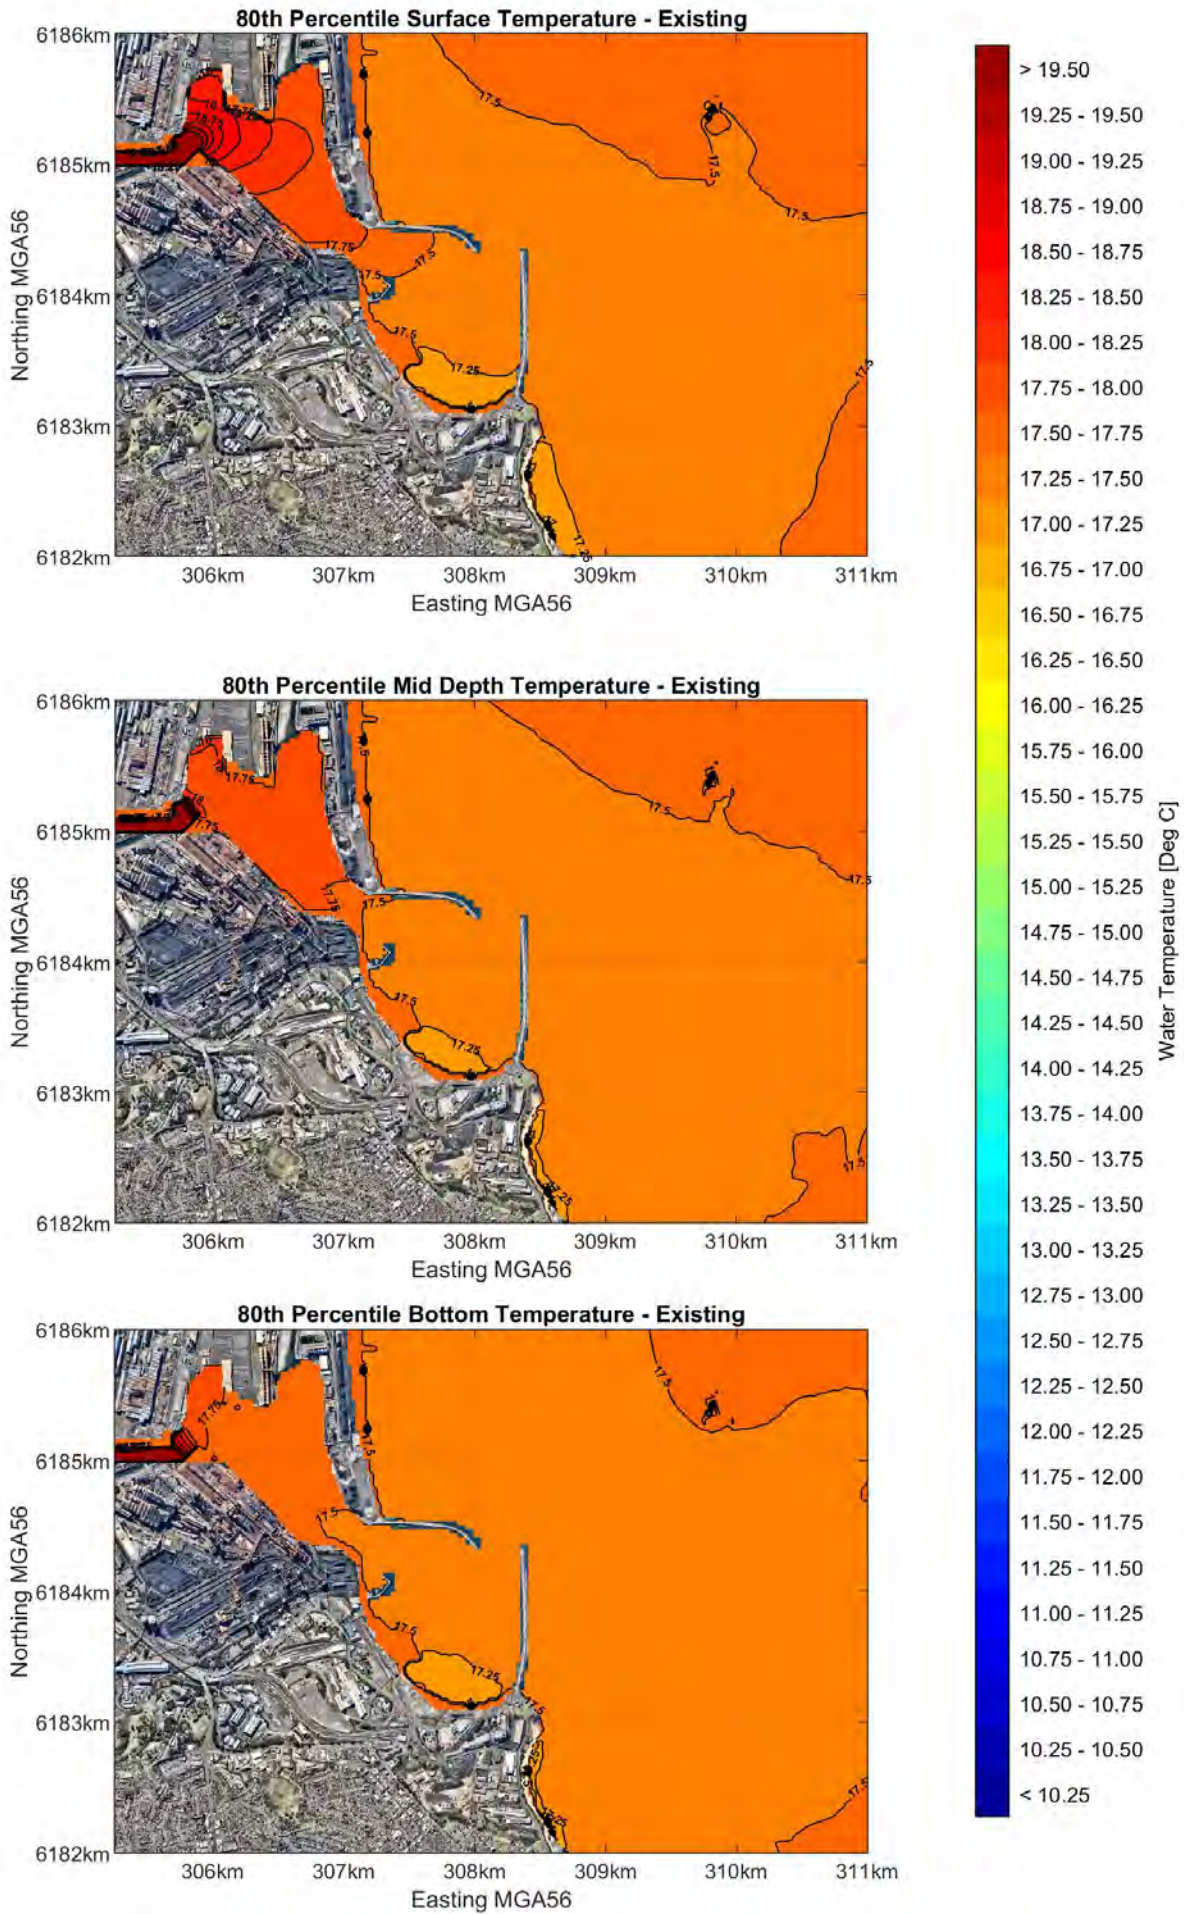 80th Percentile Surface Temperature - Existing
6186km
6185km
6184km
6183km
6182km
Northing MGA56
17.5
17.5
17.5
17.5
17.75
17.5
17.5
17.5
17.25
17.25
18.75
306km
307km
308km
309km
310km
311km
Easting MGA56
80th Percentile Mid Depth Temperature - Existing
6186km
6185km
6184km
6183km
6182km
Northing MGA56
17.75
17.75
17.75
17.5
17.5
17.5
17.5
17.25
17.25
17.5
306km
307km
308km
309km
310km
311km
Easting MGA56
80th Percentile Bottom Temperature - Existing
6186km
6185km
6184km
6183km
6182km
Northing MGA56
17.75
17.5
17.5
17.5
17.5
17.25
17.5
17.5
306km
307km
308km
309km
310km
311km
Easting MGA56
> 19.50
19.25 - 19.50
19.00 - 19.25
18.75 - 19.00
18.50 - 18.75
18.25 - 18.50
18.00 - 18.25
17.75 - 18.00
17.50 - 17.75
17.25 - 17.50
17.00 - 17.25
16.75 - 17.00
16.50 - 16.75
16.25 - 16.50
16.00 - 16.25
15.75 - 16.00
15.50 - 15.75
15.25 - 15.50
15.00 - 15.25
14.75 - 15.00
14.50 - 14.75
14.25 - 14.50
14.00 - 14.25
13.75 - 14.00
13.50 - 13.75
13.25 - 13.50
13.00 - 13.25
12.75 - 13.00
12.50 - 12.75
12.25 - 12.50
12.00 - 12.25
11.75 - 12.00
11.50 - 11.75
11.25 - 11.50
11.00 - 11.25
10.75 - 11.00
10.50 - 10.75
10.25 - 10.50
< 10.25
Water Temperature [Deg C]